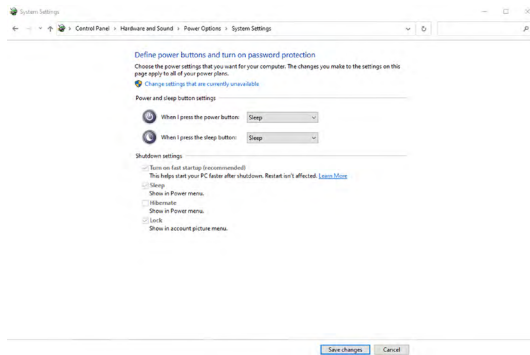 System Settings
Control Panel > Hardware and Sound > Power Options > System Settings
Define power buttons and turn on password protection
Choose the power settings that you want for your computer. The changes you make to the settings on this
page apply to all of your power plans.
Change settings that are currently unavailable
Power and sleep button settings
When I press the power button: Sleep
When I press the sleep button: Sleep
Shutdown settings
Turn on fast startup (recommended)
This helps start your PC faster after shutdown. Restart isn't affected. Learn More
Sleep
Show in Power menu.
Hibernate
Show in Power menu.
Lock
Show in account picture menu.
Save changes Cancel